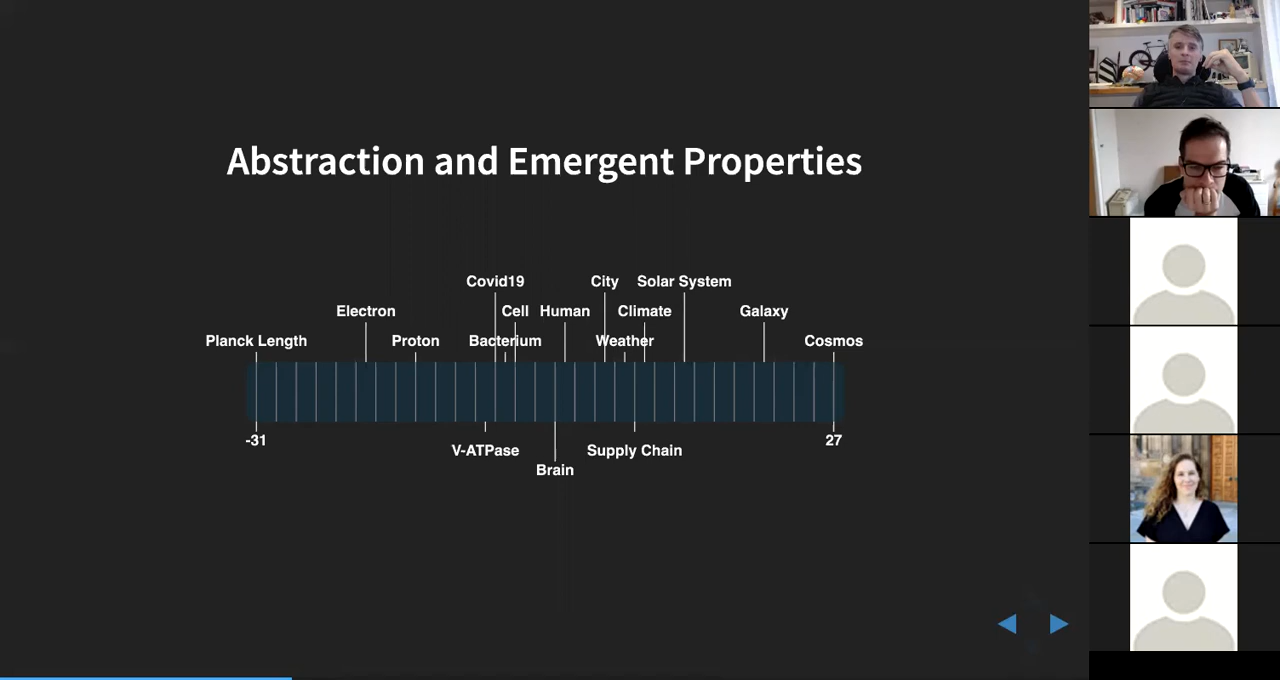 Abstraction and Emergent Properties
Covid19 City Solar System
Electron Cell Human Climate Galaxy
Planck Length Proton Bacterium Weather Cosmos
-31 27
V-ATPase Supply Chain
Brain